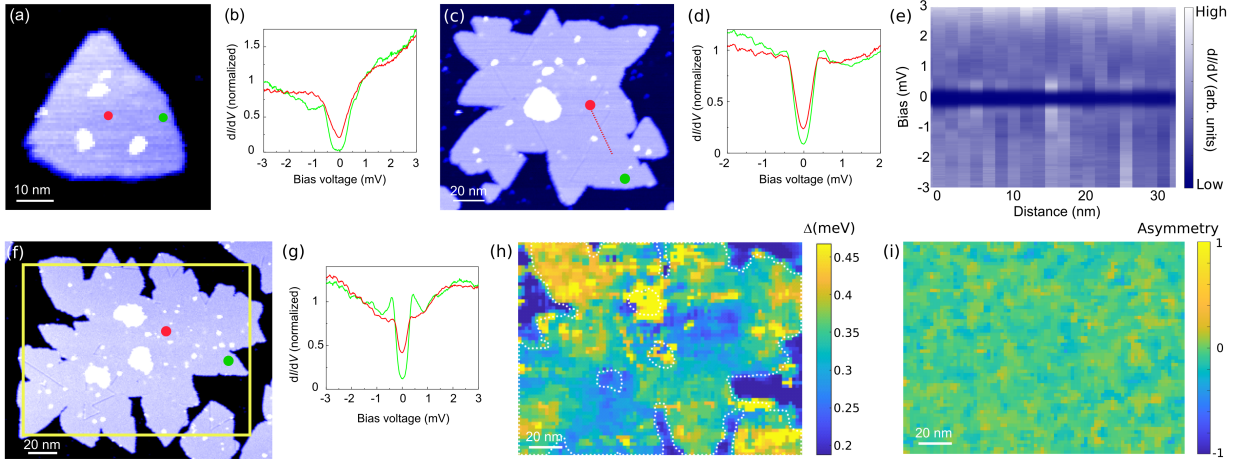 (a)
10 nm
(b)
dI/dV (normalized)
1.5
1
0.5
0
-3 -2 -1 0 1 2 3
Bias voltage (mV)
(c)
20 nm
(d)
dI/dV (normalized)
1
0.5
0
-2 -1 0 1 2
Bias voltage (mV)
(e)
Bias (mV)
3
2
1
0
-1
-2
-3
0 10 20 30
Distance (nm)
High
dI/dV (arb. units)
Low
(f)
20 nm
(g)
dI/dV (normalized)
1
0.5
0
-3 -2 -1 0 1 2 3
Bias voltage (mV)
(h)
20 nm
Δ(meV)
0.45
0.4
0.35
0.3
0.25
0.2
(i)
20 nm
Asymmetry
1
0
-1